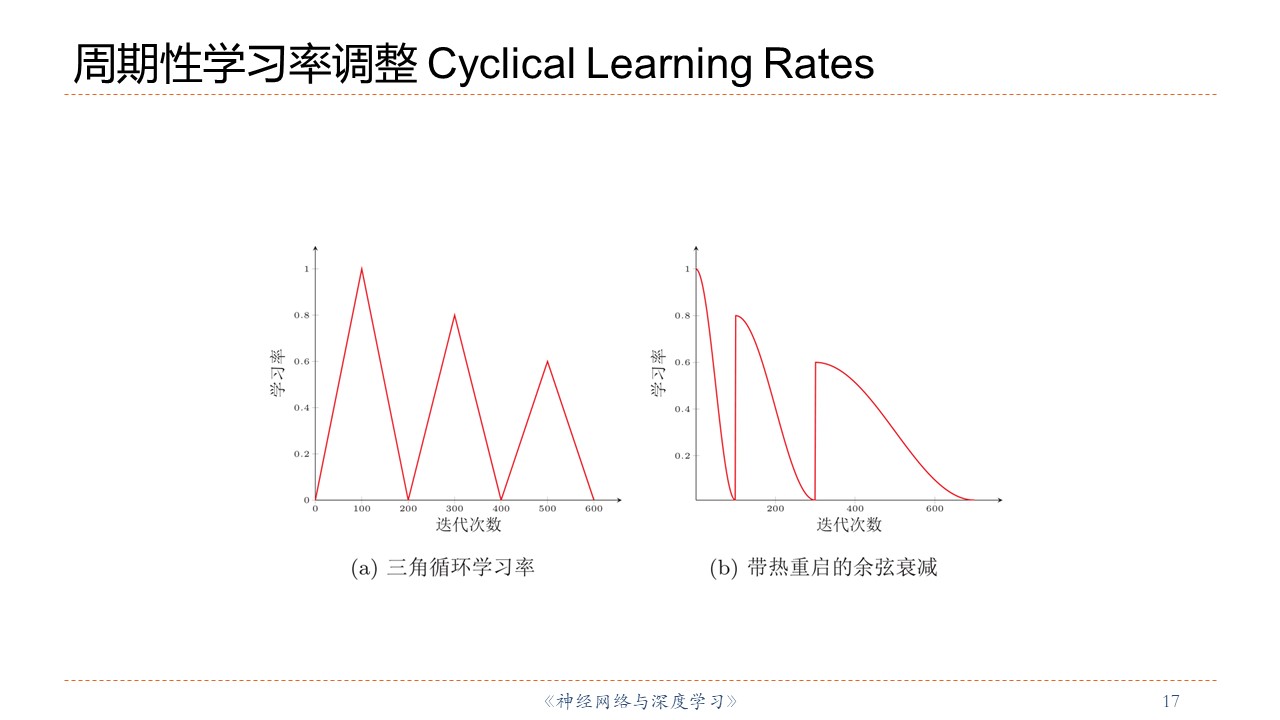 周期性学习率调整 Cyclical Learning Rates
1
0.8
0.6
0.4
0.2
0
学习率
0 100 200 300 400 500 600
迭代次数
(a) 三角循环学习率
1
0.8
0.6
0.4
0.2
学习率
200 400 600
迭代次数
(b) 带热重启的余弦衰减
《神经网络与深度学习》
17